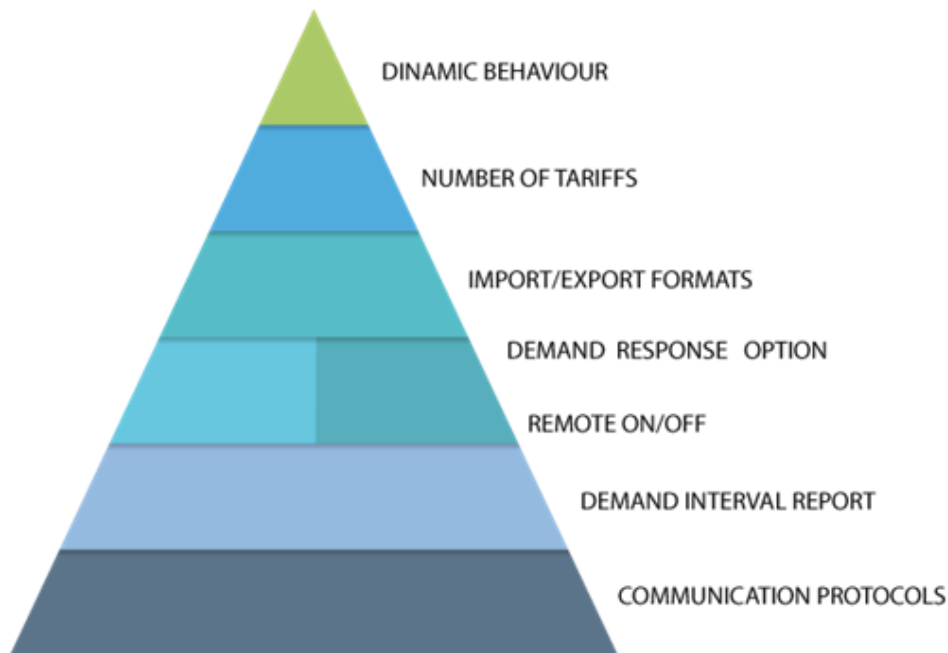 DINAMIC BEHAVIOUR
NUMBER OF TARIFFS
IMPORT/EXPORT FORMATS
DEMAND RESPONSE OPTION
REMOTE ON/OFF
DEMAND INTERVAL REPORT
COMMUNICATION PROTOCOLS